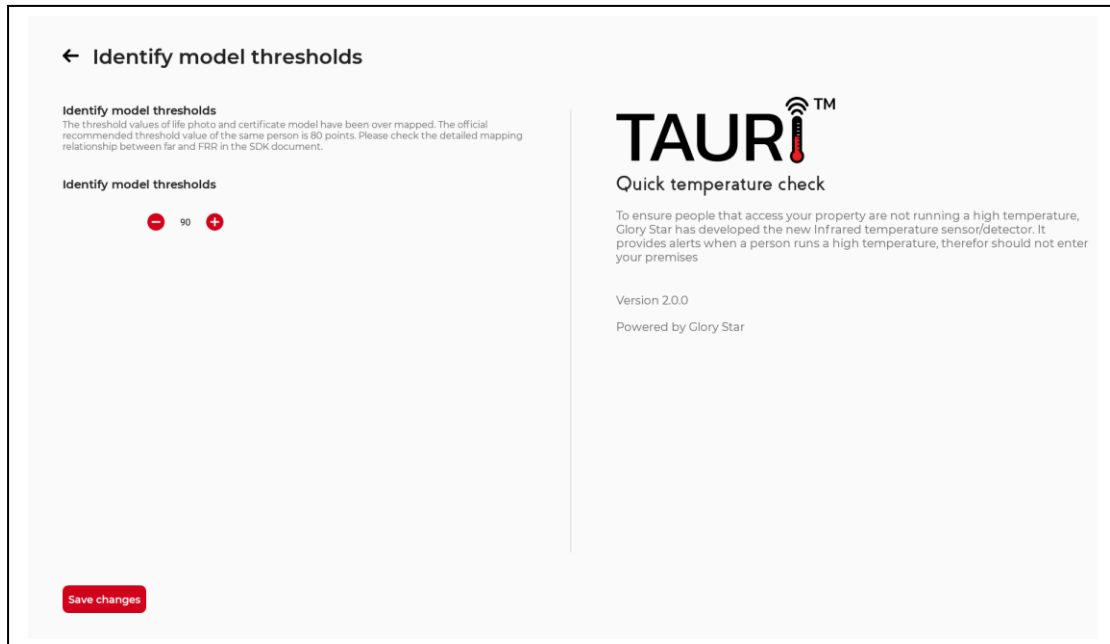 ← Identify model thresholds
Identify model thresholds
The threshold values of life photo and certificate model have been over mapped. The official
recommended threshold value of the same person is 80 points. Please check the detailed mapping
relationship between far and FRR in the SDK document.
Identify model thresholds
90
Save changes
TAURI™
Quick temperature check
To ensure people that access your property are not running a high temperature,
Glory Star has developed the new Infrared temperature sensor/detector. It
provides alerts when a person runs a high temperature, therefor should not enter
your premises
Version 2.0.0
Powered by Glory Star